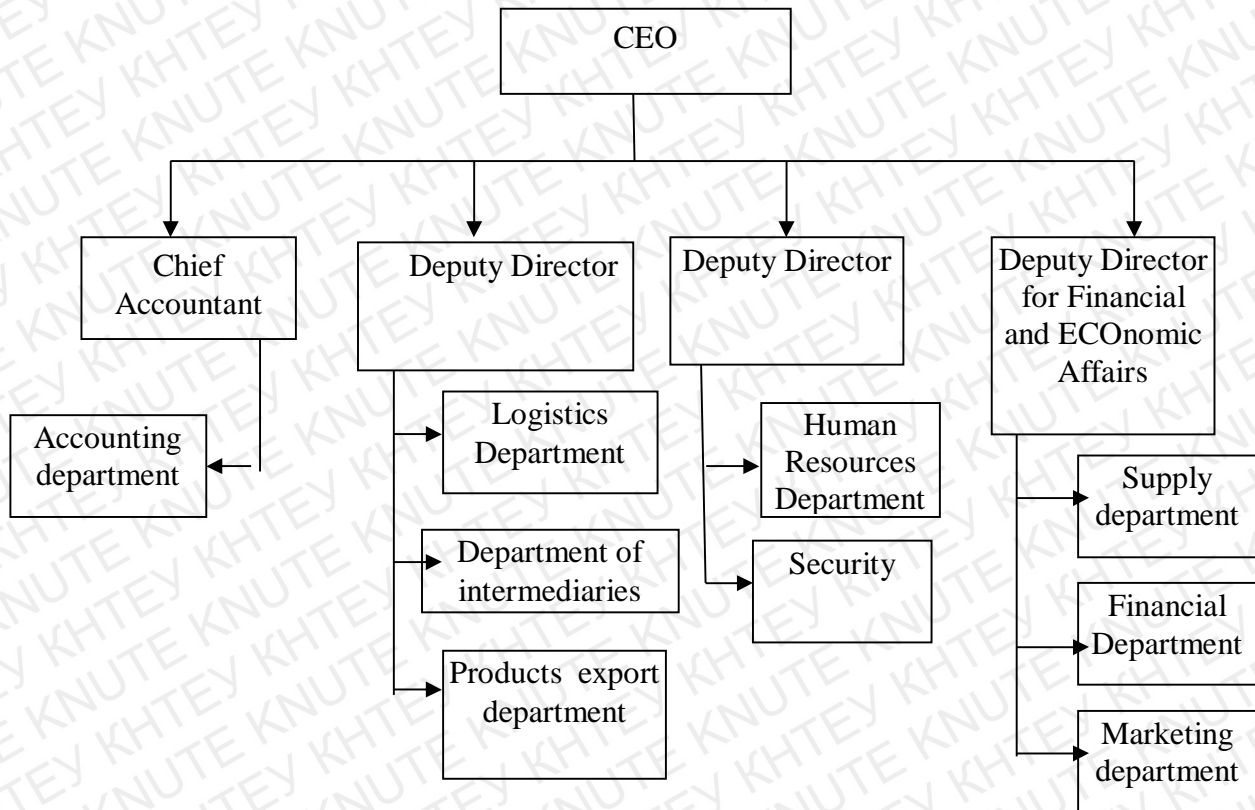 CEO
Chief
Accountant
Deputy Director
Deputy Director
Deputy Director
for Financial
and ECOnomic
Affairs
Accounting
department
Logistics
Department
Department of
intermediaries
Products export
department
Human
Resources
Department
Security
Supply
department
Financial
Department
Marketing
department